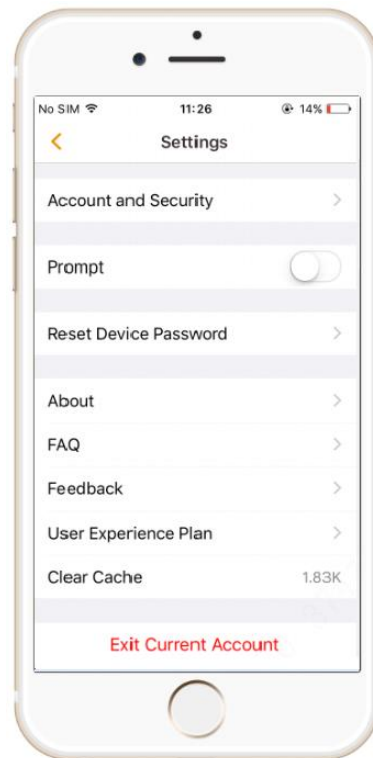 No SIM 11:26 14%
Settings
Account and Security
Prompt
Reset Device Password
About
FAQ
Feedback
User Experience Plan
Clear Cache 1.83K
Exit Current Account